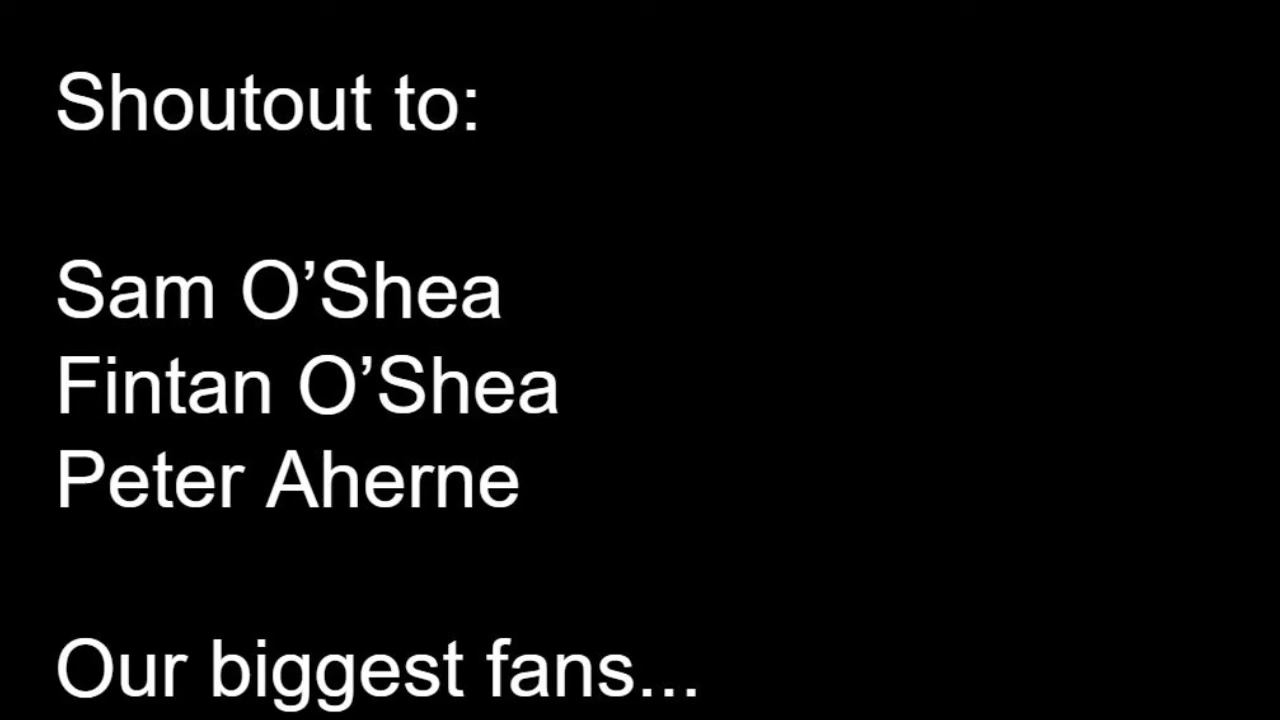 Shoutout to:
Sam O’Shea
Fintan O’Shea
Peter Aherne
Our biggest fans...